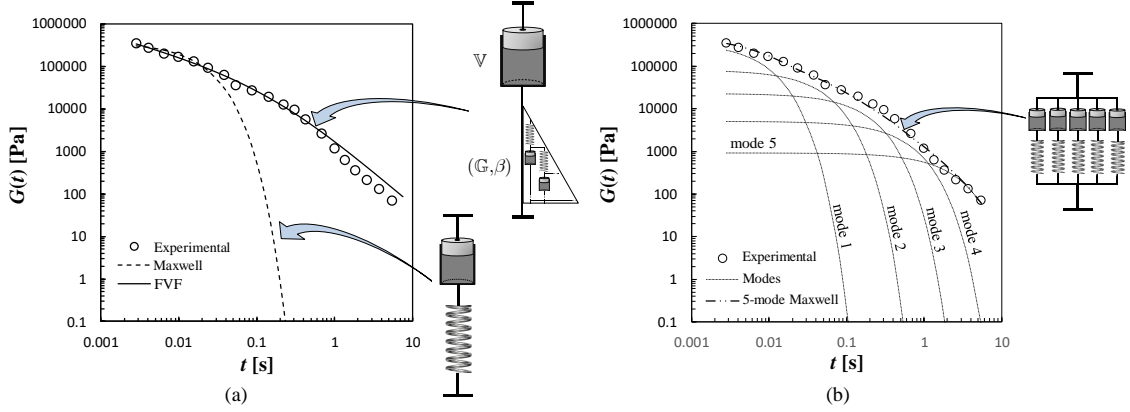 (a)
G(t) [Pa]
1000000
100000
10000
1000
100
10
1
0.1
0.001
0.01
0.1
1
10
t [s]
Experimental
Maxwell
FVF
𝕍
(𝔾,β)
(b)
G(t) [Pa]
1000000
100000
10000
1000
100
10
1
0.1
0.001
0.01
0.1
1
10
t [s]
mode 5
mode 1
mode 2
mode 3
mode 4
Experimental
Modes
5-mode Maxwell
(a)
(b)